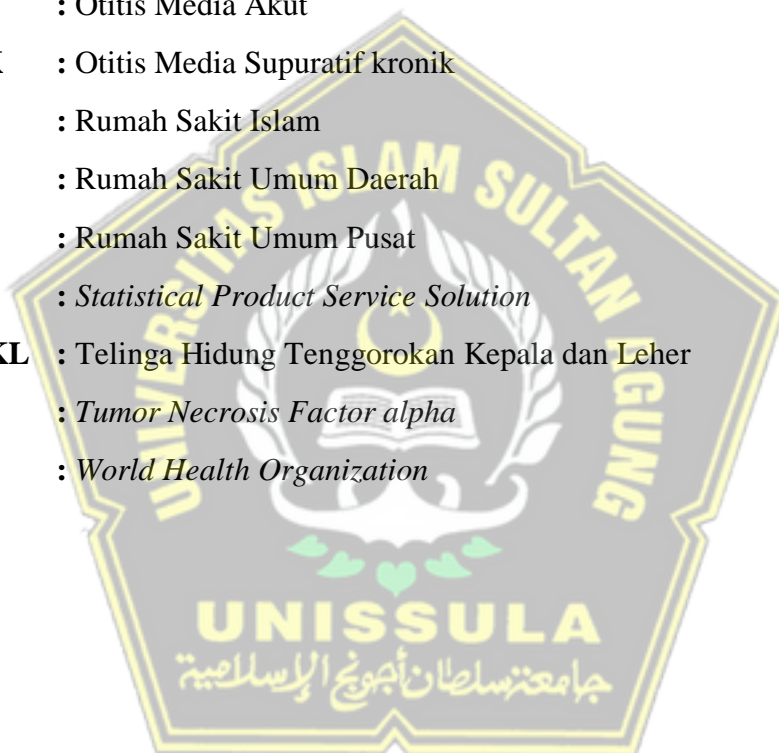 : Otitis Media Akut
K : Otitis Media Supuratif kronik
: Rumah Sakit Islam
: Rumah Sakit Umum Daerah
: Rumah Sakit Umum Pusat
: Statistical Product Service Solution
KL : Telinga Hidung Tenggorokan Kepala dan Leher
: Tumor Necrosis Factor alpha
: World Health Organization
UNIVERSITAS ISLAM SULTAN AGUNG
UNISSULA
جامعتسلطان أجونج الإسلامية